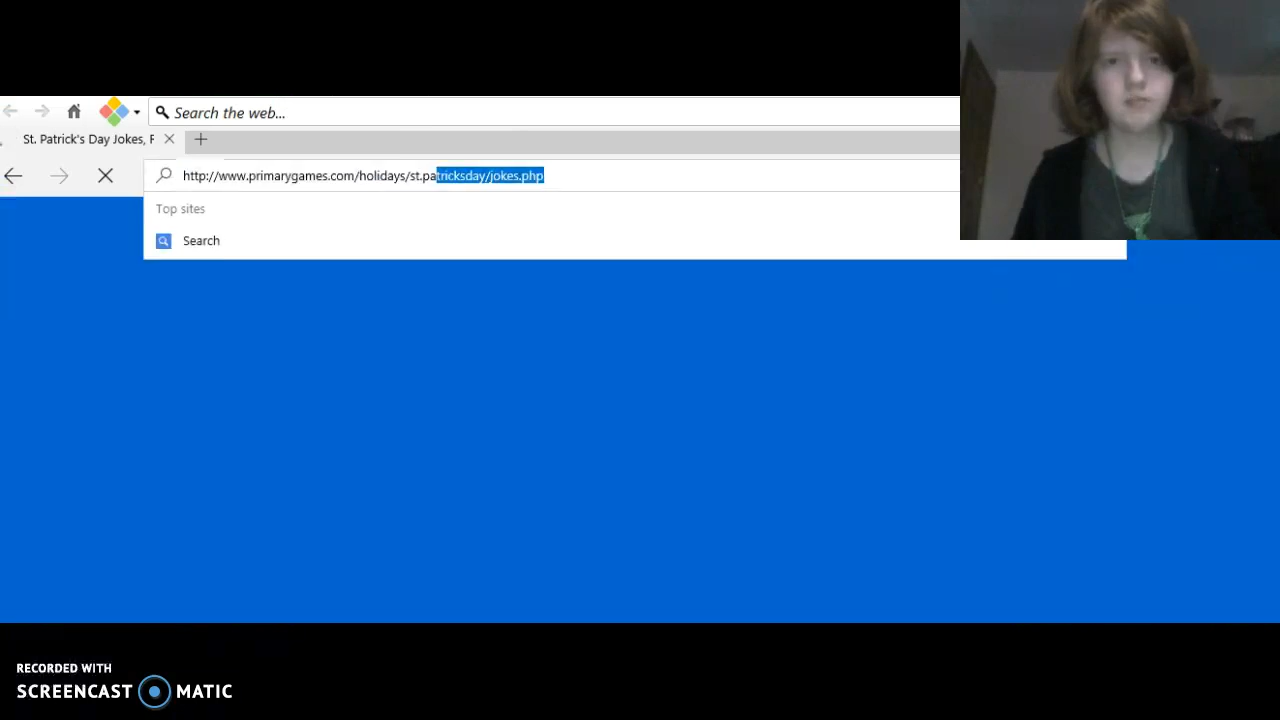 Search the web...
St. Patrick's Day Jokes, F
http://www.primarygames.com/holidays/st.patricksday/jokes.php
Top sites
Search
RECORDED WITH
SCREENCAST MATIC